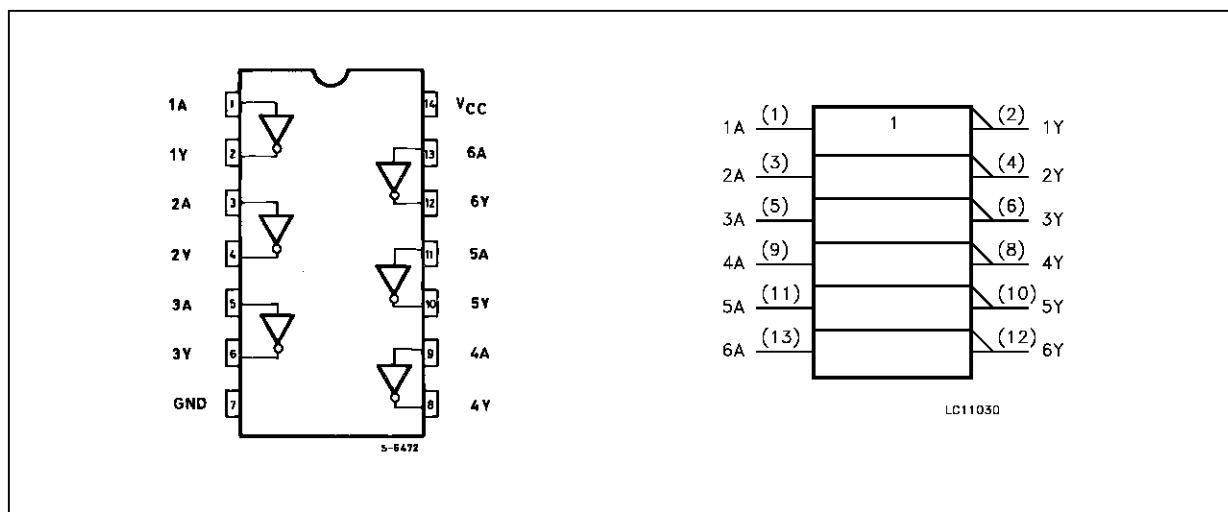 1A 1 14 VCC
1Y 2 13 6A
2A 3 12 6Y
2Y 4 11 5A
3A 5 10 5Y
3Y 6 9 4A
GND 7 8 4Y
S-6472
1
1A (1) (2) 1Y
2A (3) (4) 2Y
3A (5) (6) 3Y
4A (9) (8) 4Y
5A (11) (10) 5Y
6A (13) (12) 6Y
LC11030